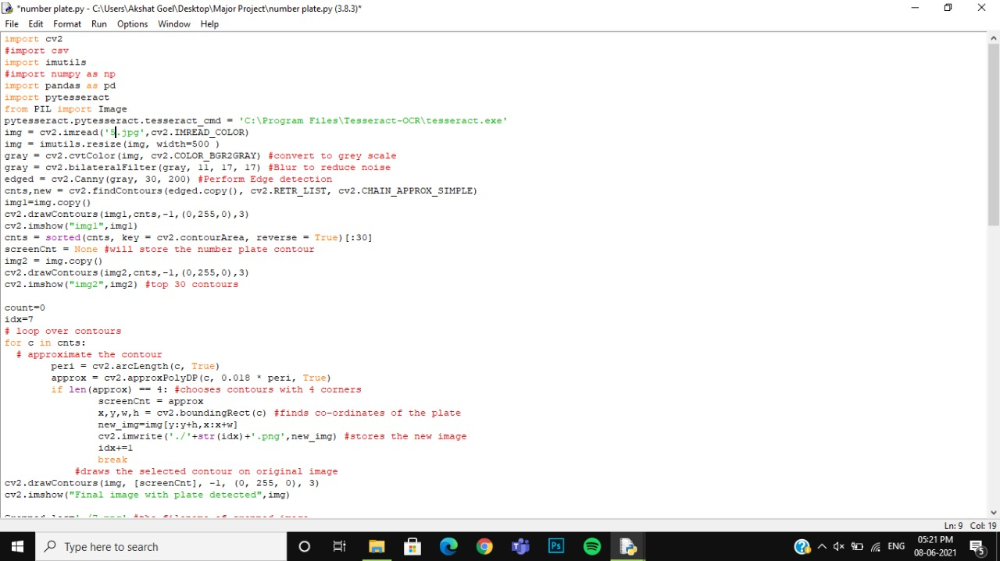 *number plate.py - C:\Users\Akshat Goel\Desktop\Major Project\number plate.py (3.8.3)*
File Edit Format Run Options Window Help
import cv2
#import csv
import imutils
#import numpy as np
import pandas as pd
import pytesseract
from PIL import Image
pytesseract.pytesseract.tesseract_cmd = 'C:\Program Files\Tesseract-OCR\tesseract.exe'
img = cv2.imread('5.jpg',cv2.IMREAD_COLOR)
img = imutils.resize(img, width=500 )
gray = cv2.cvtColor(img, cv2.COLOR_BGR2GRAY) #convert to grey scale
gray = cv2.bilateralFilter(gray, 11, 17, 17) #Blur to reduce noise
edged = cv2.Canny(gray, 30, 200) #Perform Edge detection
cnts,new = cv2.findContours(edged.copy(), cv2.RETR_LIST, cv2.CHAIN_APPROX_SIMPLE)
img1=img.copy()
cv2.drawContours(img1,cnts,-1,(0,255,0),3)
cv2.imshow("img1",img1)
cnts = sorted(cnts, key = cv2.contourArea, reverse = True)[:30]
screenCnt = None #will store the number plate contour
img2 = img.copy()
cv2.drawContours(img2,cnts,-1,(0,255,0),3)
cv2.imshow("img2",img2) #top 30 contours
count=0
idx=7
# loop over contours
for c in cnts:
  # approximate the contour
        peri = cv2.arcLength(c, True)
        approx = cv2.approxPolyDP(c, 0.018 * peri, True)
        if len(approx) == 4: #chooses contours with 4 corners
                screenCnt = approx
                x,y,w,h = cv2.boundingRect(c) #finds co-ordinates of the plate
                new_img=img[y:y+h,x:x+w]
                cv2.imwrite('./'+str(idx)+'.png',new_img) #stores the new image
                idx+=1
                break
            #draws the selected contour on original image
cv2.drawContours(img, [screenCnt], -1, (0, 255, 0), 3)
cv2.imshow("Final image with plate detected",img)
Ln: 9 Col: 19
Type here to search
Ps
ENG
05:21 PM
08-06-2021
5